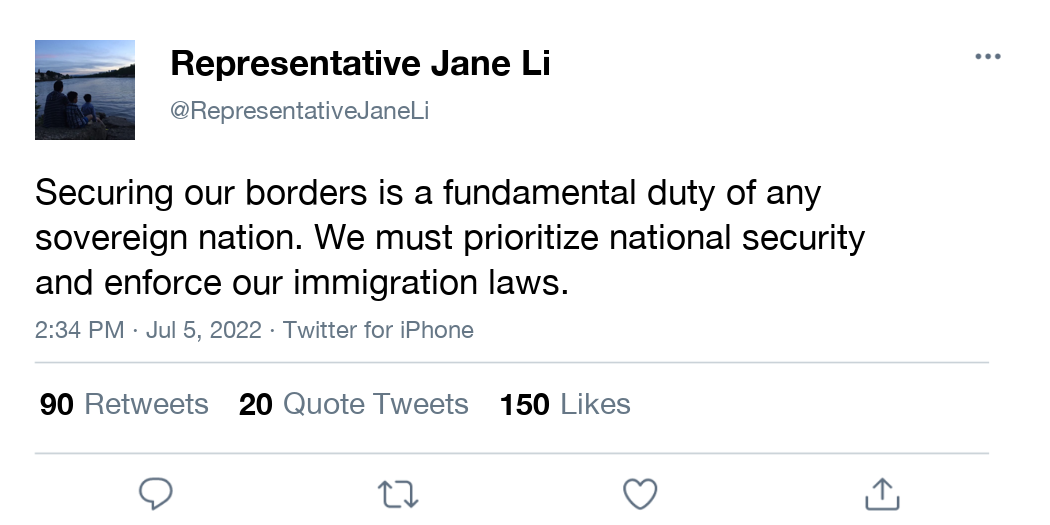 Representative Jane Li
@RepresentativeJaneLi
Securing our borders is a fundamental duty of any
sovereign nation. We must prioritize national security
and enforce our immigration laws.
2:34 PM · Jul 5, 2022 · Twitter for iPhone
90 Retweets 20 Quote Tweets 150 Likes